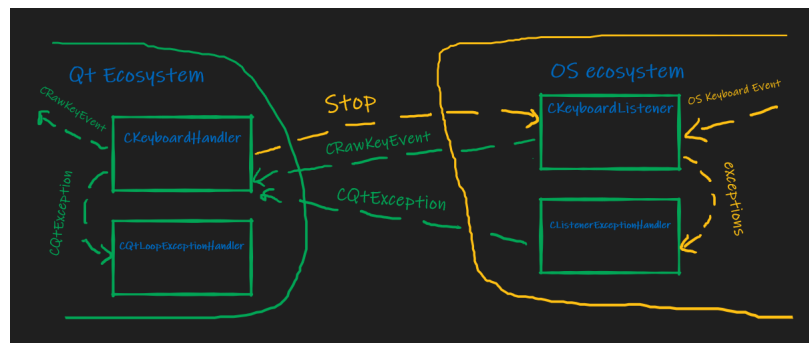 Qt Ecosystem
OS ecosystem
CRawKeyEvent
Stop
OS Keyboard Event
CKeyboardHandler
CKeyboardListener
CRawKeyEvent
exceptions
CQtException
CQtException
CQtLoopExceptionHandler
CListenerExceptionHandler